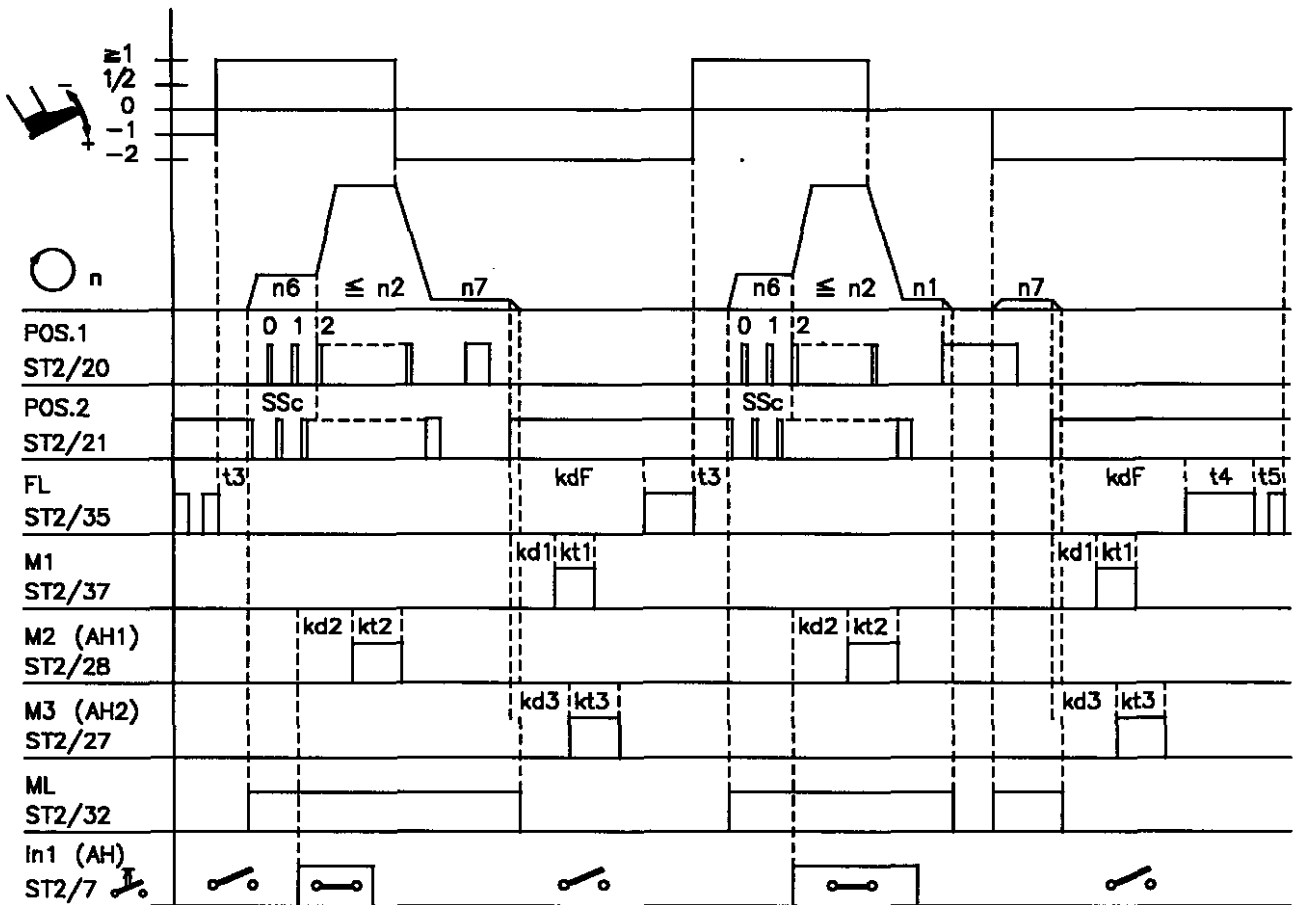 ≧1
1/2
0
-1
-2
-
+
n
n6 ≦ n2 n7 n6 ≦ n2 n1 n7
POS.1 0 1 2 0 1 2
ST2/20
POS.2 SSc SSc
ST2/21
FL t3 kdF t3 kdF t4 t5
ST2/35
M1 kd1 kt1 kd1 kt1
ST2/37
M2 (AH1) kd2 kt2 kd2 kt2
ST2/28
M3 (AH2) kd3 kt3 kd3 kt3
ST2/27
ML
ST2/32
In1 (AH)
ST2/7